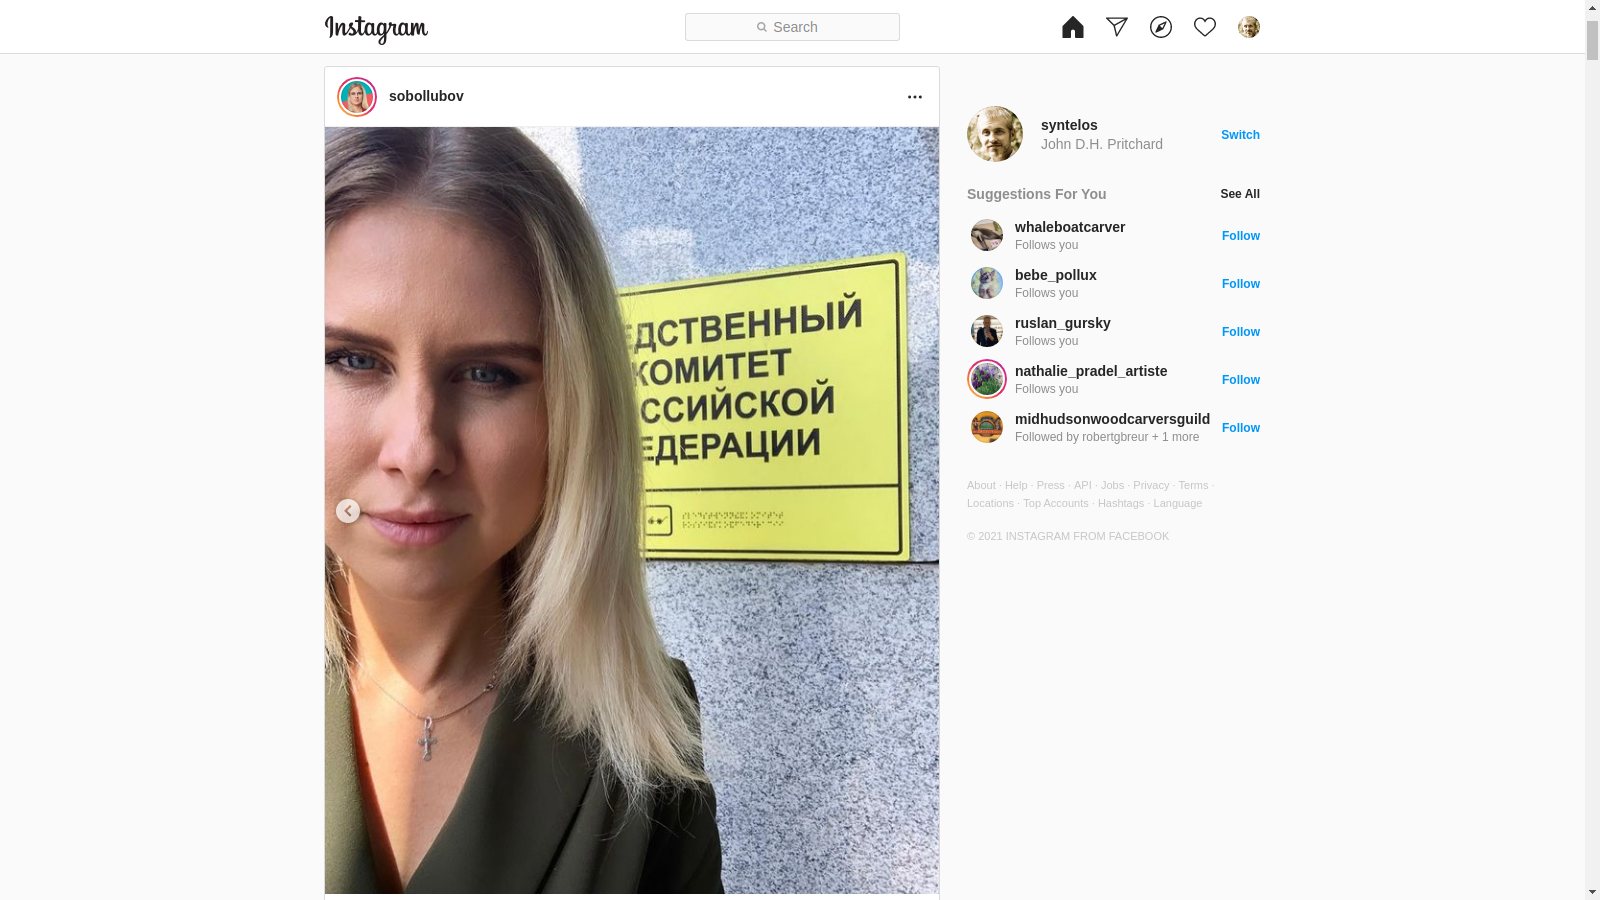 Instagram
Search
sobollubov
ДСТВЕННЫЙ
КОМИТЕТ
ССИЙСКОЙ
ЕДЕРАЦИИ
syntelos
John D.H. Pritchard
Switch
Suggestions For You
See All
whaleboatcarver
Follows you
Follow
bebe_pollux
Follows you
Follow
ruslan_gursky
Follows you
Follow
nathalie_pradel_artiste
Follows you
Follow
midhudsonwoodcarversguild
Followed by robertgbreur + 1 more
Follow
About · Help · Press · API · Jobs · Privacy · Terms ·
Locations · Top Accounts · Hashtags · Language
© 2021 INSTAGRAM FROM FACEBOOK